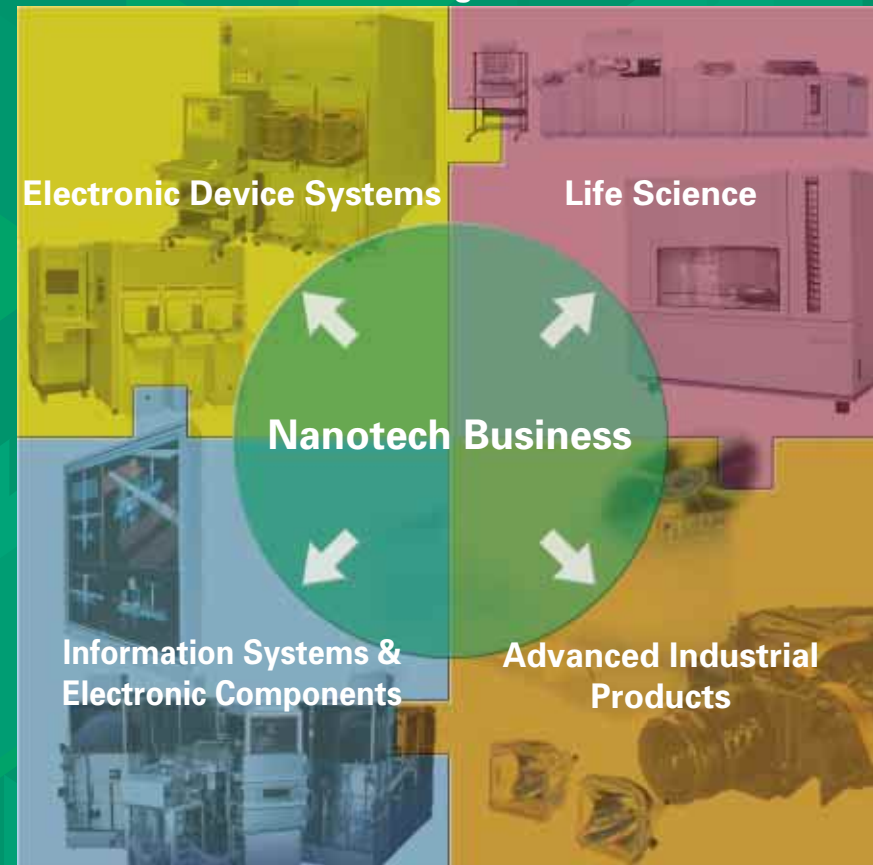 Electronic Device Systems
Life Science
Nanotech Business
Information Systems &
Electronic Components
Advanced Industrial
Products